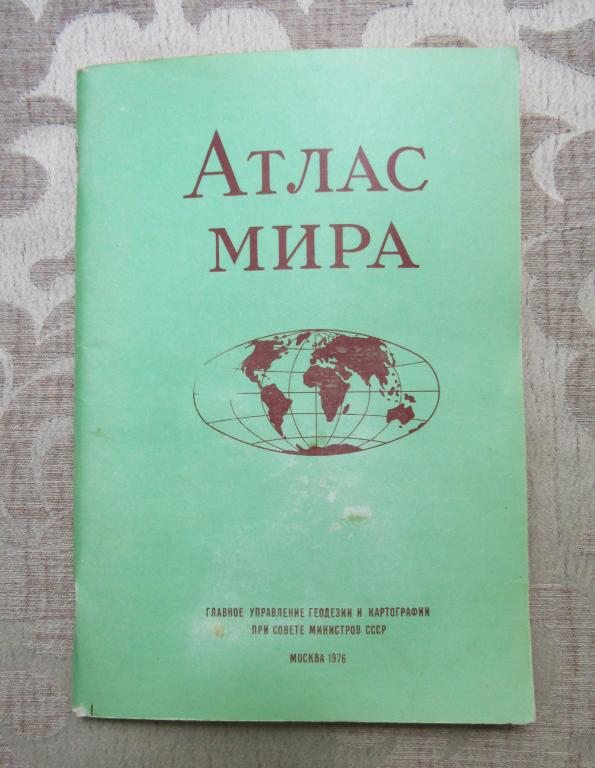 Атлас
мира
ГЛАВНОЕ УПРАВЛЕНИЕ ГЕОДЕЗИИ И КАРТОГРАФИИ
ПРИ СОВЕТЕ МИНИСТРОВ СССР
МОСКВА 1976